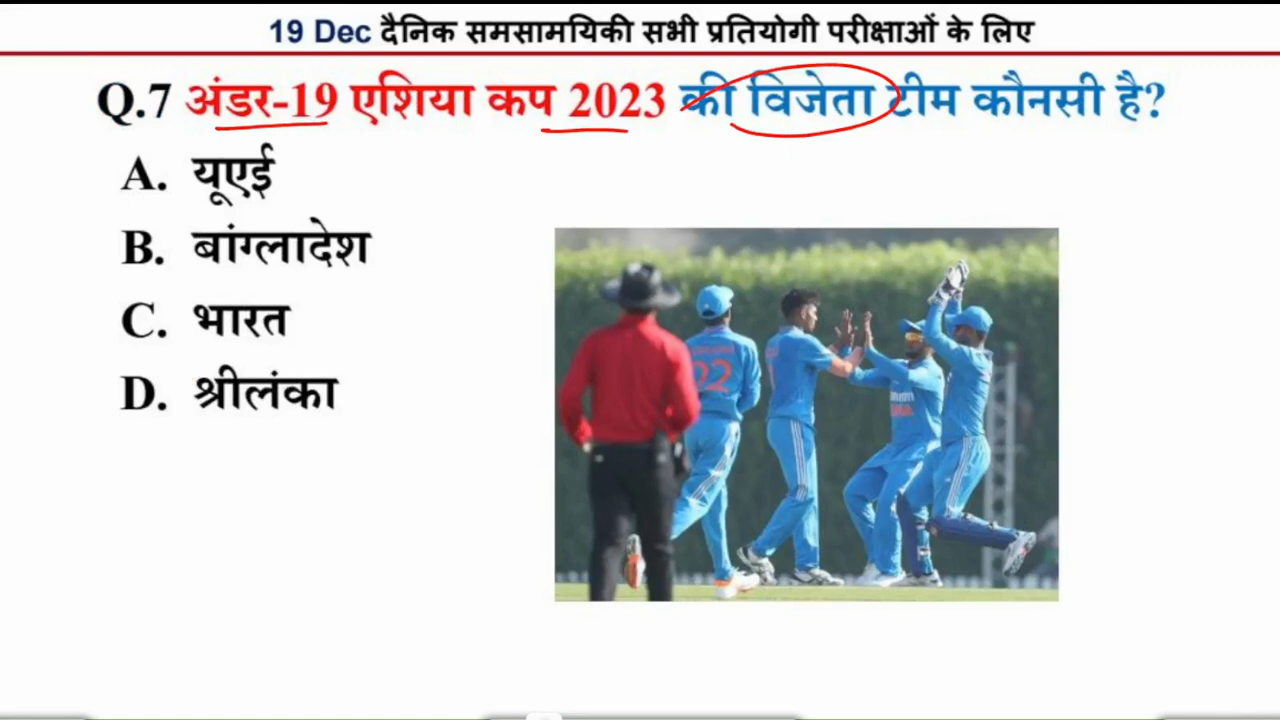 19 Dec दैनिक समसामयिकी सभी प्रतियोगी परीक्षाओं के लिए
Q.7 अंडर-19 एशिया कप 2023 की विजेता टीम कौनसी है?
A. यूएई
B. बांग्लादेश
C. भारत
D. श्रीलंका